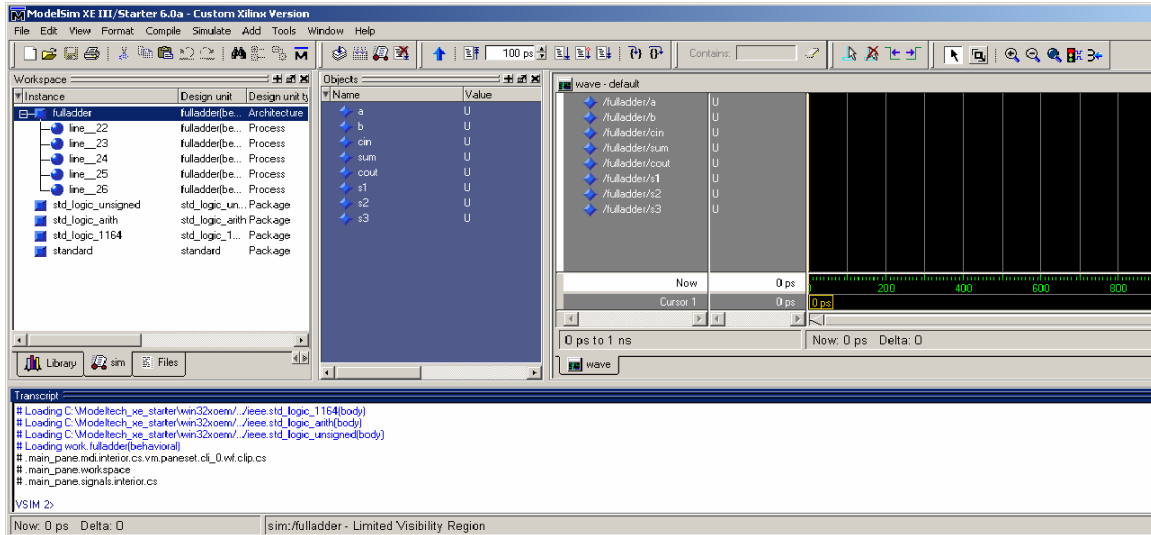 ModelSim XE III/Starter 6.0a - Custom Xilinx Version
File Edit View Format Compile Simulate Add Tools Window Help
100 ps
Contains:
Workspace
Instance Design unit Design unit ty
fulladder fulladder(be... Architecture
line__22 fulladder(be... Process
line__23 fulladder(be... Process
line__24 fulladder(be... Process
line__25 fulladder(be... Process
line__26 fulladder(be... Process
std_logic_unsigned std_logic_un... Package
std_logic_arith std_logic_arith Package
std_logic_1164 std_logic_1... Package
standard standard Package
Library sim Files
Objects
Name Value
a U
b U
cin U
sum U
cout U
s1 U
s2 U
s3 U
wave - default
/fulladder/a U
/fulladder/b U
/fulladder/cin U
/fulladder/sum U
/fulladder/cout U
/fulladder/s1 U
/fulladder/s2 U
/fulladder/s3 U
Now 0 ps 200 400 600 800
Cursor 1 0 ps 0 ps
0 ps to 1 ns Now: 0 ps Delta: 0
wave
Transcript
# Loading C:\Modeltech_xe_starter\win32xoem/../ieee.std_logic_1164(body)
# Loading C:\Modeltech_xe_starter\win32xoem/../ieee.std_logic_arith(body)
# Loading C:\Modeltech_xe_starter\win32xoem/../ieee.std_logic_unsigned(body)
# Loading work.fulladder(behavioral)
# .main_pane.mdi.interior.cs.vm.paneset.cli_0.wf.clip.cs
# .main_pane.workspace
# .main_pane.signals.interior.cs
VSIM 2>
Now: 0 ps Delta: 0 sim:/fulladder - Limited Visibility Region